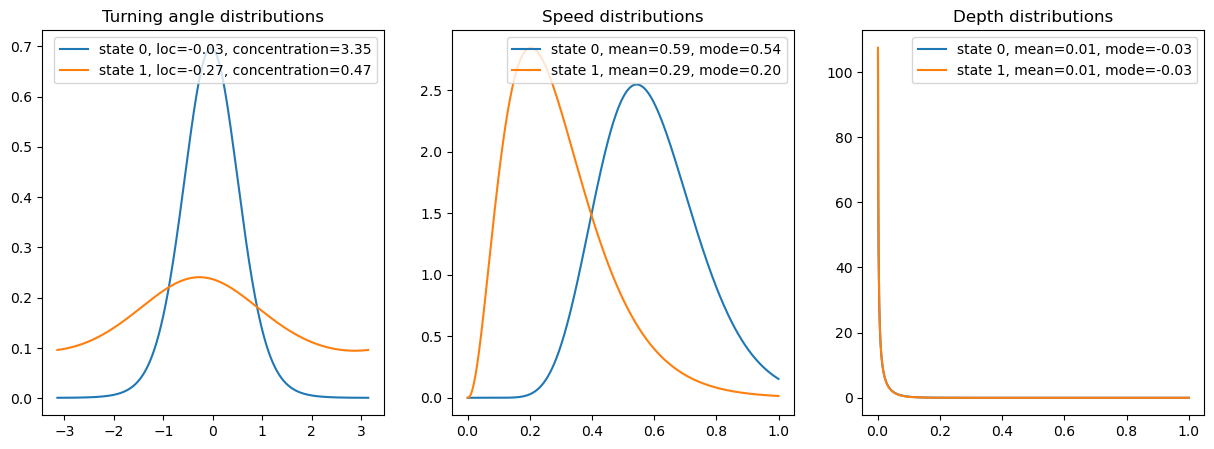 Turning angle distributions
state 0, loc=-0.03, concentration=3.35
state 1, loc=-0.27, concentration=0.47
0.7
0.6
0.5
0.4
0.3
0.2
0.1
0.0
−3 −2 −1 0 1 2 3
Speed distributions
state 0, mean=0.59, mode=0.54
state 1, mean=0.29, mode=0.20
2.5
2.0
1.5
1.0
0.5
0.0
0.0 0.2 0.4 0.6 0.8 1.0
Depth distributions
state 0, mean=0.01, mode=-0.03
state 1, mean=0.01, mode=-0.03
100
80
60
40
20
0
0.0 0.2 0.4 0.6 0.8 1.0